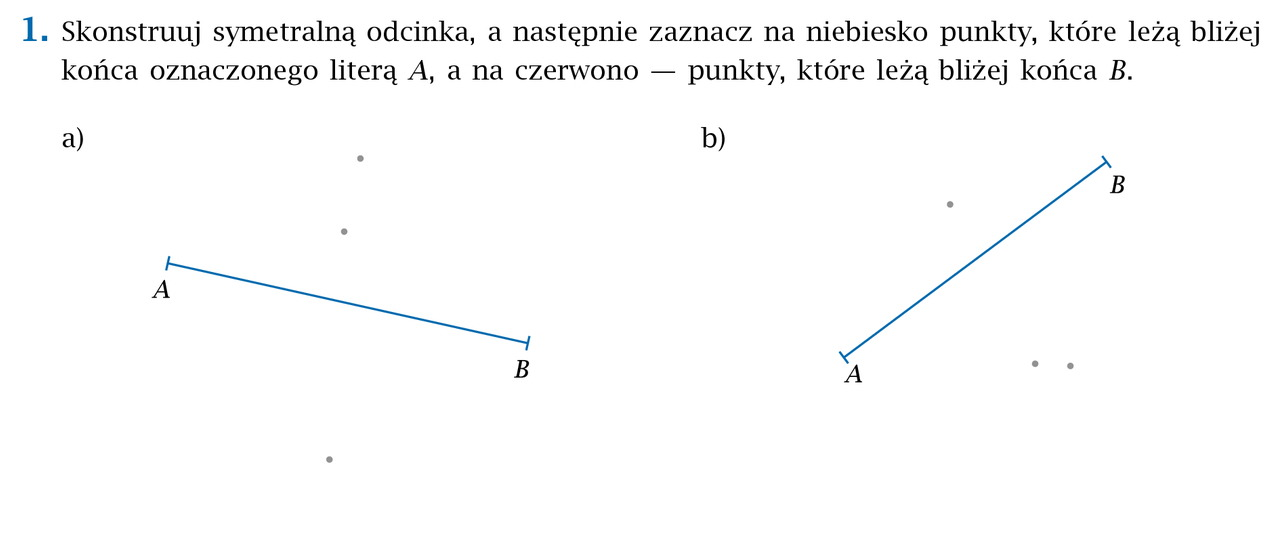 1. Skonstruuj symetralną odcinka, a następnie zaznacz na niebiesko punkty, które leżą bliżej
końca oznaczonego literą A, a na czerwono — punkty, które leżą bliżej końca B.
a)
b)
B
A
B
A